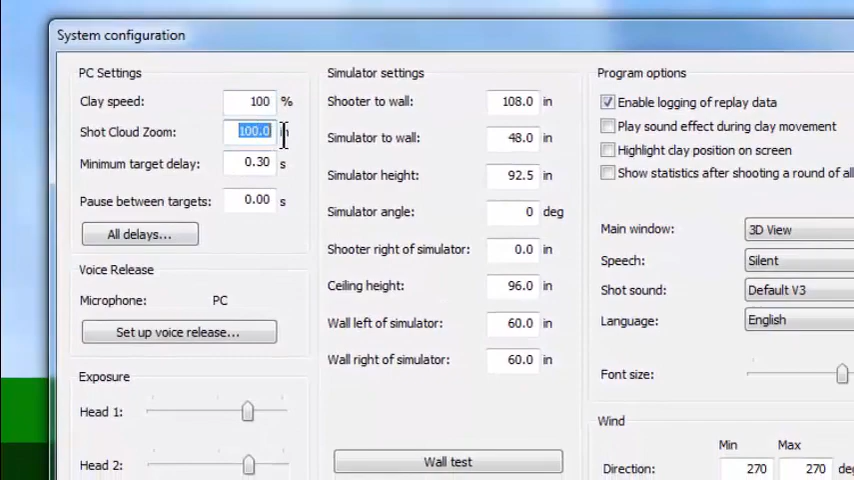 System configuration
PC Settings
Clay speed: 100 %
Shot Cloud Zoom: 100.0 in
Minimum target delay: 0.30 s
Pause between targets: 0.00 s
All delays...
Voice Release
Microphone: PC
Set up voice release...
Exposure
Head 1:
Head 2:
Simulator settings
Shooter to wall: 108.0 in
Simulator to wall: 48.0 in
Simulator height: 92.5 in
Simulator angle: 0 deg
Shooter right of simulator: 0.0 in
Ceiling height: 96.0 in
Wall left of simulator: 60.0 in
Wall right of simulator: 60.0 in
Wall test
Program options
Enable logging of replay data
Play sound effect during clay movement
Highlight clay position on screen
Show statistics after shooting a round of all
Main window: 3D View
Speech: Silent
Shot sound: Default V3
Language: English
Font size:
Wind
Min Max
Direction: 270 270 deg